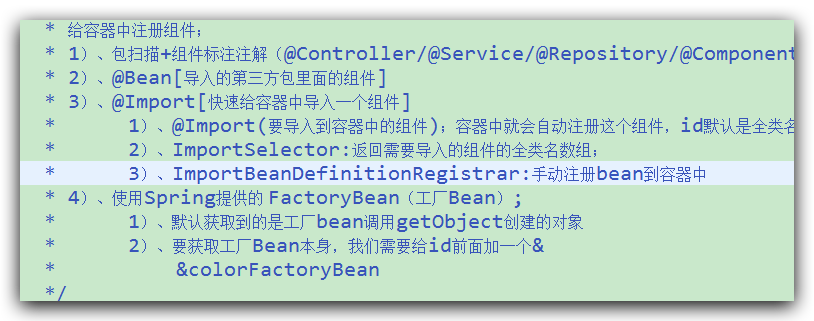 * 给容器中注册组件；
* 1）、包扫描+组件标注注解（@Controller/@Service/@Repository/@Component
* 2）、@Bean[导入的第三方包里面的组件]
* 3）、@Import[快速给容器中导入一个组件]
* 1）、@Import(要导入到容器中的组件)；容器中就会自动注册这个组件，id默认是全类名
* 2）、ImportSelector:返回需要导入的组件的全类名数组；
* 3）、ImportBeanDefinitionRegistrar:手动注册bean到容器中
* 4）、使用Spring提供的 FactoryBean（工厂Bean）;
* 1）、默认获取到的是工厂bean调用getObject创建的对象
* 2）、要获取工厂Bean本身，我们需要给id前面加一个&
* &colorFactoryBean
*/